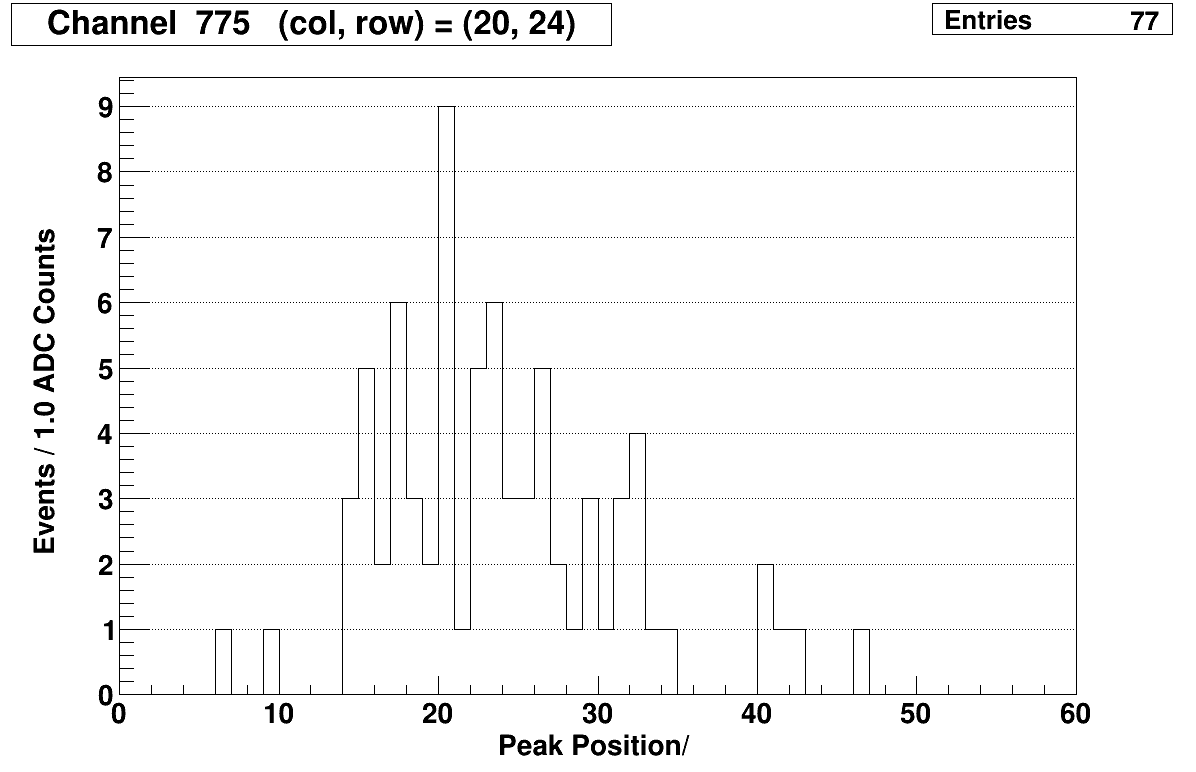 Channel 775 (col, row) = (20, 24)
Entries 77
9
8
7
6
5
4
3
2
1
0
Events / 1.0 ADC Counts
0 10 20 30 40 50 60
Peak Position/